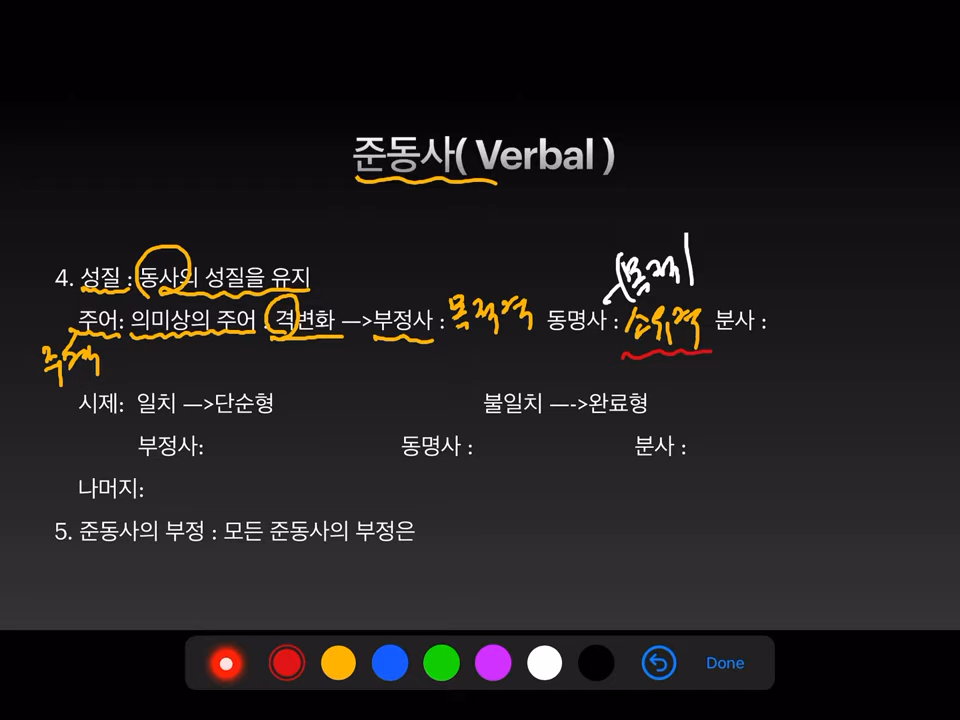 준동사( Verbal )
(목적)
4. 성질 : 동사의 성질을 유지
주어: 의미상의 주어 : 격변화 —>부정사 : 목적격 동명사 : 소유격 분사 :
주격
시제: 일치 —>단순형 불일치 —->완료형
부정사: 동명사 : 분사 :
나머지:
5. 준동사의 부정 : 모든 준동사의 부정은
Done